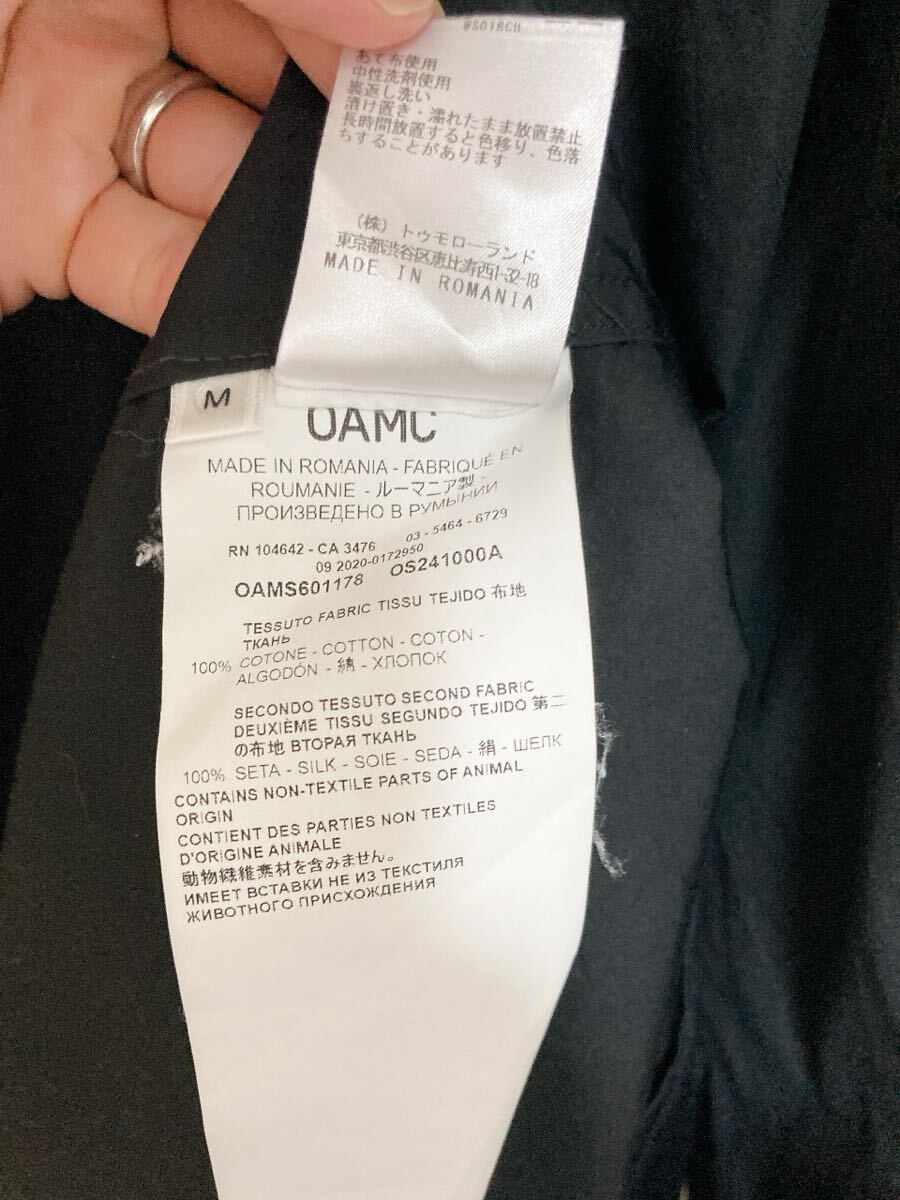 WS018GH
あて布使用
中性洗剤使用
裏返し洗い
漬け置き・濡れたまま放置禁止
長時間放置すると色移り、色落
ちすることがあります
(株)トゥモローランド
東京都渋谷区恵比寿西1-32-18
MADE IN ROMANIA
M
OAMC
MADE IN ROMANIA - FABRIQUÉ EN
ROUMANIE - ルーマニア製 -
ПРОИЗВЕДЕНО В РУМЫНИИ
RN 104642 - CA 3476 03 - 5464 - 6729
09 2020-0172950
OAMS601178 OS241000A
TESSUTO FABRIC TISSU TEJIDO 布地
ТКАНЬ
100% COTONE - COTTON - COTON -
ALGODÓN - 綿 - ХЛОПОК
SECONDO TESSUTO SECOND FABRIC
DEUXIÈME TISSU SEGUNDO TEJIDO 第二
の布地 ВТОРАЯ ТКАНЬ
100% SETA - SILK - SOIE - SEDA - 絹 - ШЕЛК
CONTAINS NON-TEXTILE PARTS OF ANIMAL
ORIGIN
CONTIENT DES PARTIES NON TEXTILES
D'ORIGINE ANIMALE
動物繊維素材を含みません。
ИМЕЕТ ВСТАВКИ НЕ ИЗ ТЕКСТИЛЯ
ЖИВОТНОГО ПРИСХОЖДЕНИЯ